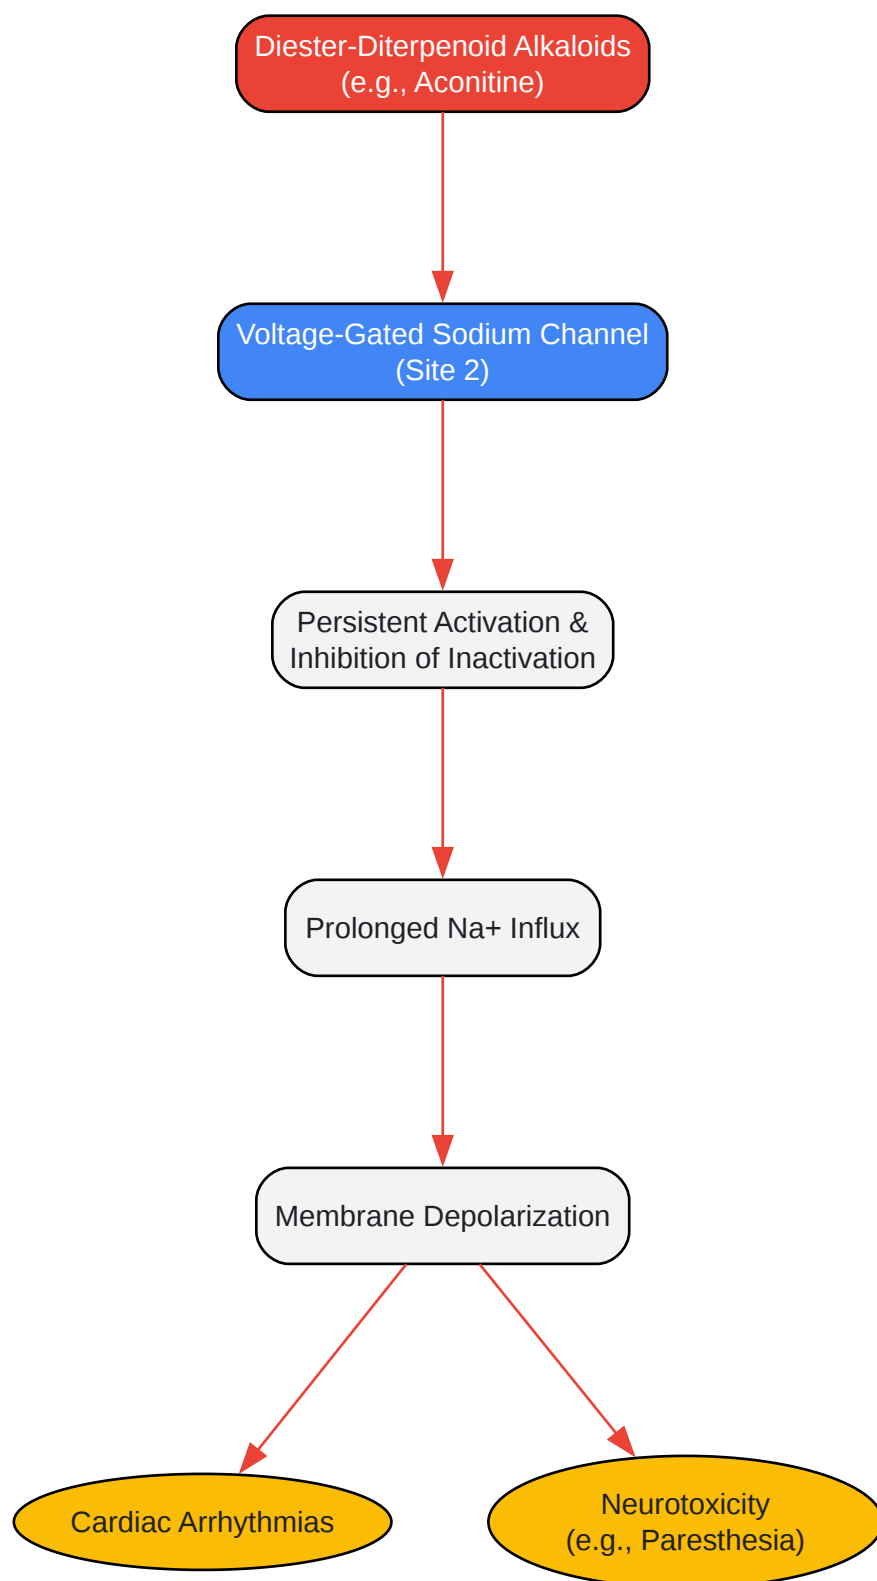 Diester-Diterpenoid Alkaloids
(e.g., Aconitine)
Voltage-Gated Sodium Channel
(Site 2)
Persistent Activation &
Inhibition of Inactivation
Prolonged Na+ Influx
Membrane Depolarization
Cardiac Arrhythmias
Neurotoxicity
(e.g., Paresthesia)